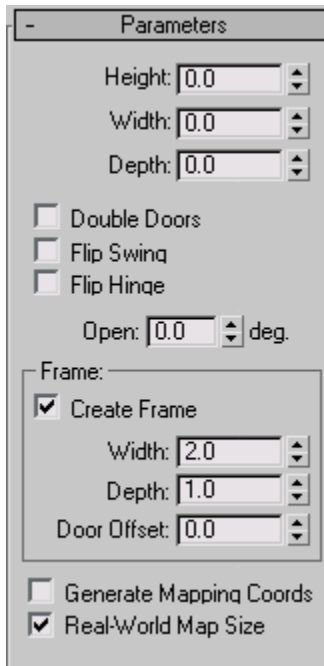 - Parameters
Height: 0.0
Width: 0.0
Depth: 0.0
Double Doors
Flip Swing
Flip Hinge
Open: 0.0 deg.
Frame:
Create Frame
Width: 2.0
Depth: 1.0
Door Offset: 0.0
Generate Mapping Coords
Real-World Map Size